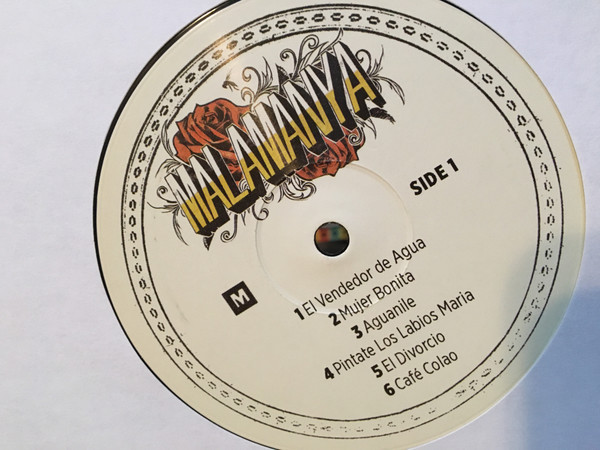 MALAMANYA
SIDE 1
M
1 El Vendedor de Agua
2 Mujer Bonita
3 Aguanile
4 Pintate Los Labios Maria
5 El Divorcio
6 Café Colao